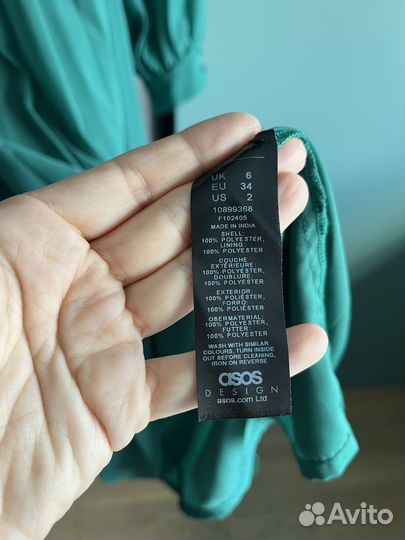 UK 6
EU 34
US 2
10899368
F102405
MADE IN INDIA
SHELL:
100% POLYESTER,
LINING:
100% POLYESTER
COUCHE
EXTÉRIEURE:
100% POLYESTER,
DOUBLURE:
100% POLYESTER
EXTERIOR:
100% POLIÉSTER,
FORRO:
100% POLIÉSTER
OBERMATERIAL:
100% POLYESTER,
FUTTER:
100% POLYESTER
WASH WITH SIMILAR
COLOURS, TURN INSIDE
OUT BEFORE CLEANING,
IRON ON REVERSE
asos
DESIGN
asos.com Ltd
Avito